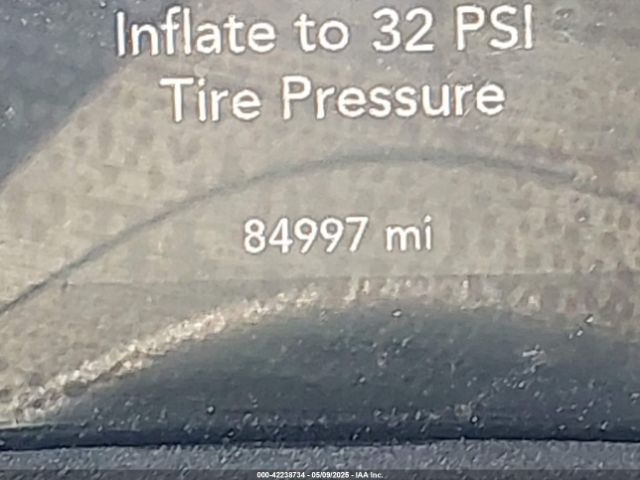 Inflate to 32 PSI
Tire Pressure
84997 mi
000-42238734 - 05/09/2025 - IAA Inc.